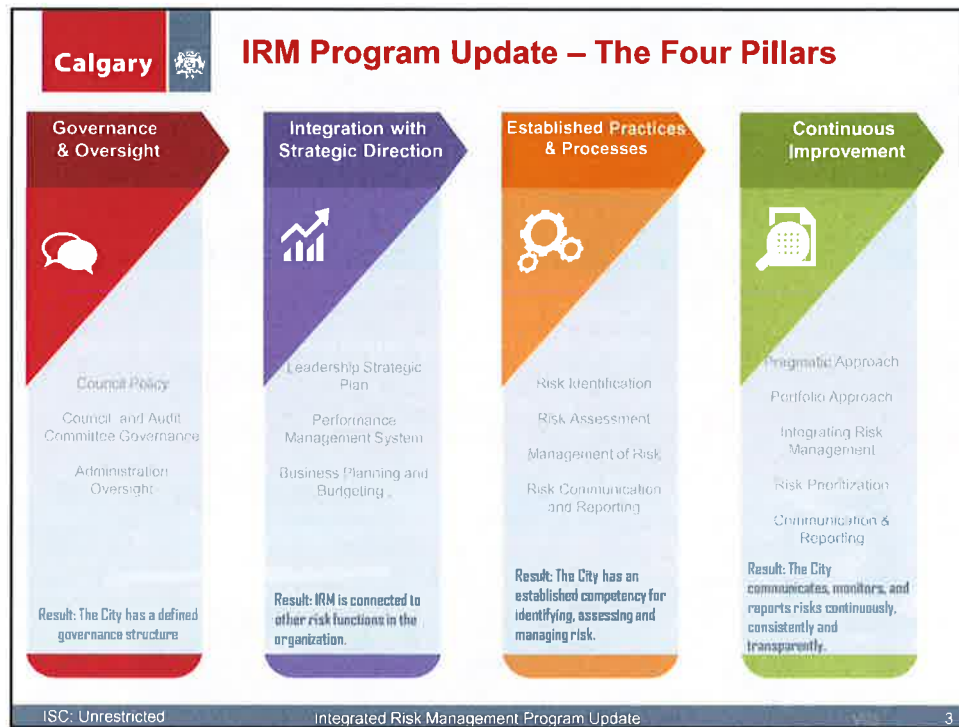 Calgary
IRM Program Update – The Four Pillars
Governance
& Oversight
Council Policy
Council and Audit
Committee Governance
Administration
Oversight
Result: The City has a defined
governance structure
Integration with
Strategic Direction
Leadership Strategic
Plan
Performance
Management System
Business Planning and
Budgeting
Result: IRM is connected to
other risk functions in the
organization.
Established Practices
& Processes
Risk Identification
Risk Assessment
Management of Risk
Risk Communication
and Reporting
Result: The City has an
established competency for
identifying, assessing and
managing risk.
Continuous
Improvement
Pragmatic Approach
Portfolio Approach
Integrating Risk
Management
Risk Prioritization
Communication &
Reporting
Result: The City
communicates, monitors, and
reports risks continuously,
consistently and
transparently.
ISC: Unrestricted
Integrated Risk Management Program Update
3